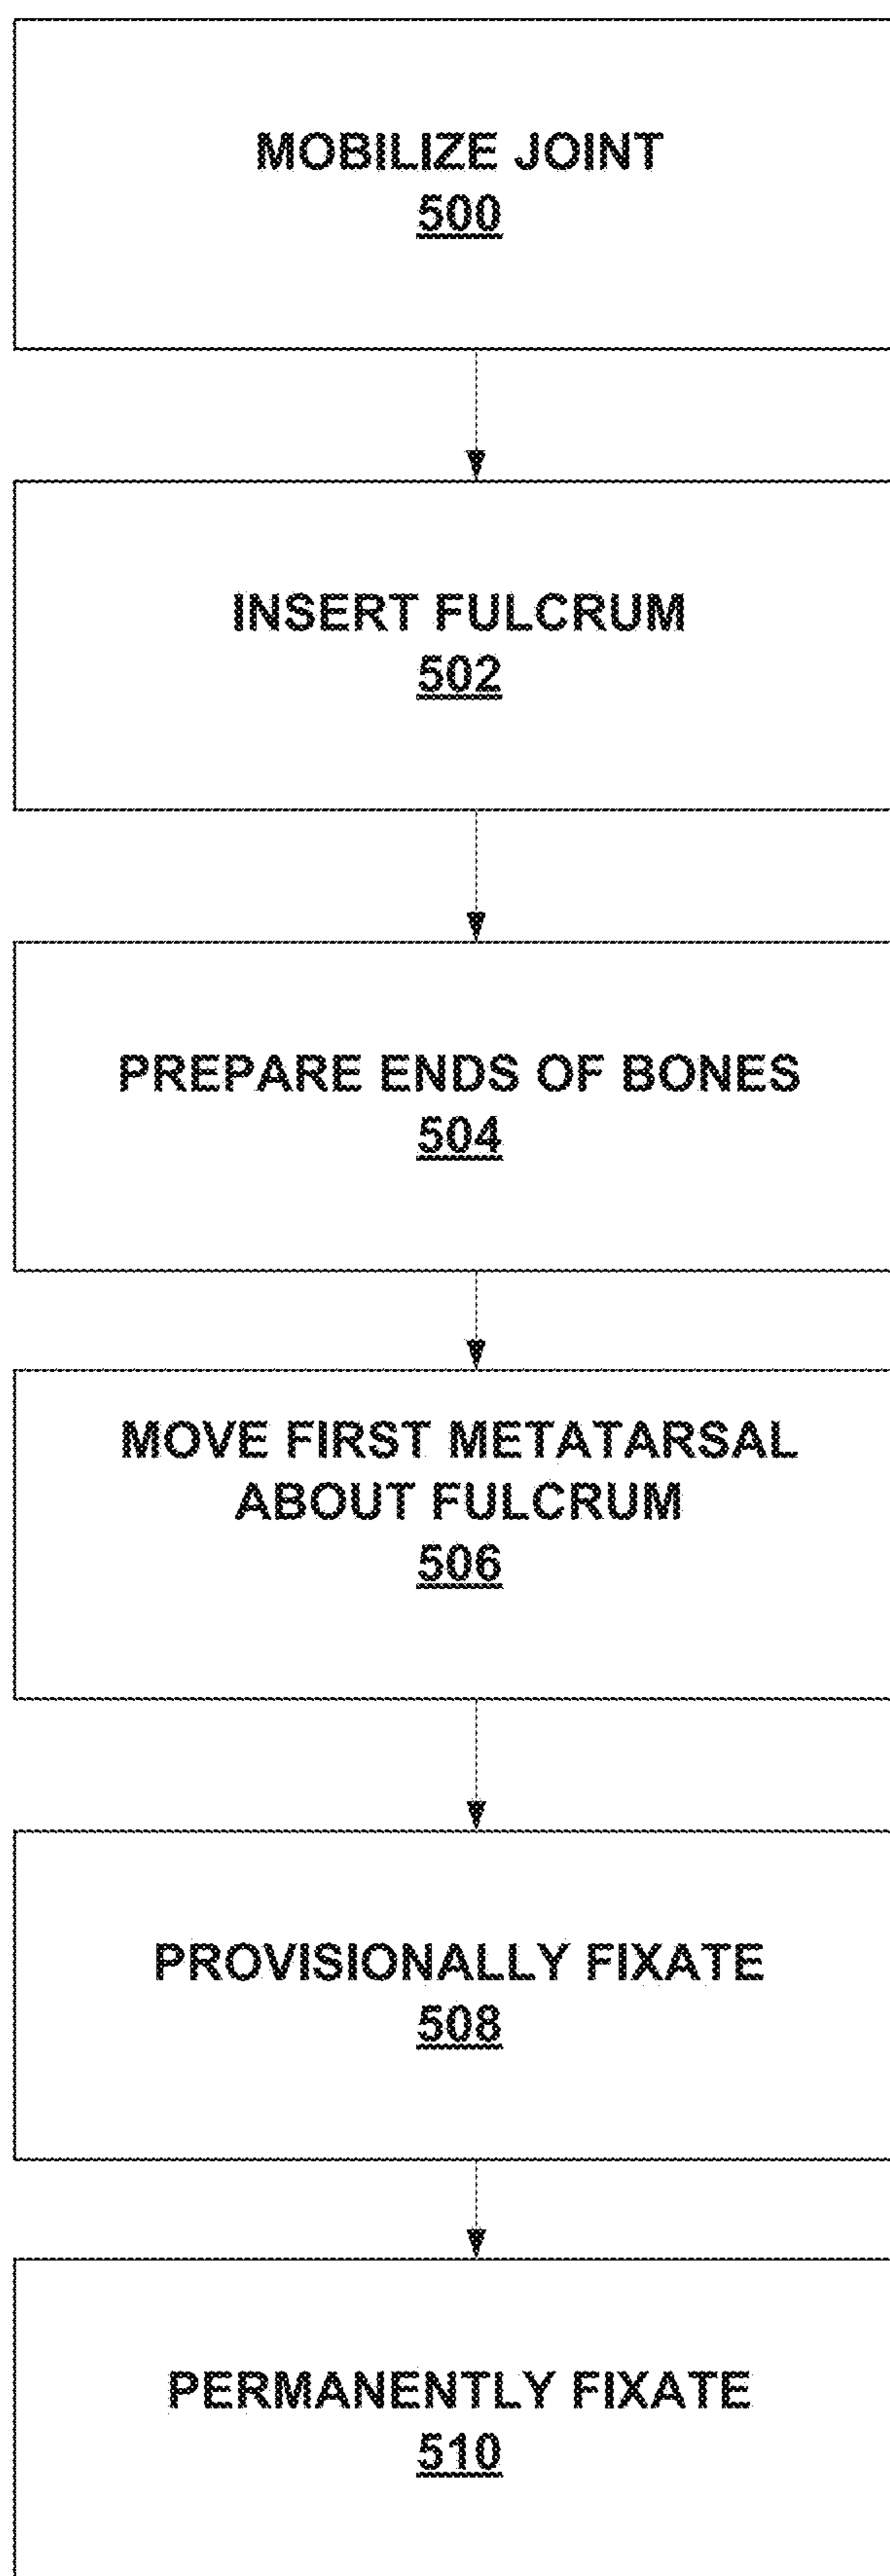 MOBILIZE JOINT
500
INSERT FULCRUM
502
PREPARE ENDS OF BONES
504
MOVE FIRST METATARSAL
ABOUT FULCRUM
506
PROVISIONALLY FIXATE
508
PERMANENTLY FIXATE
510